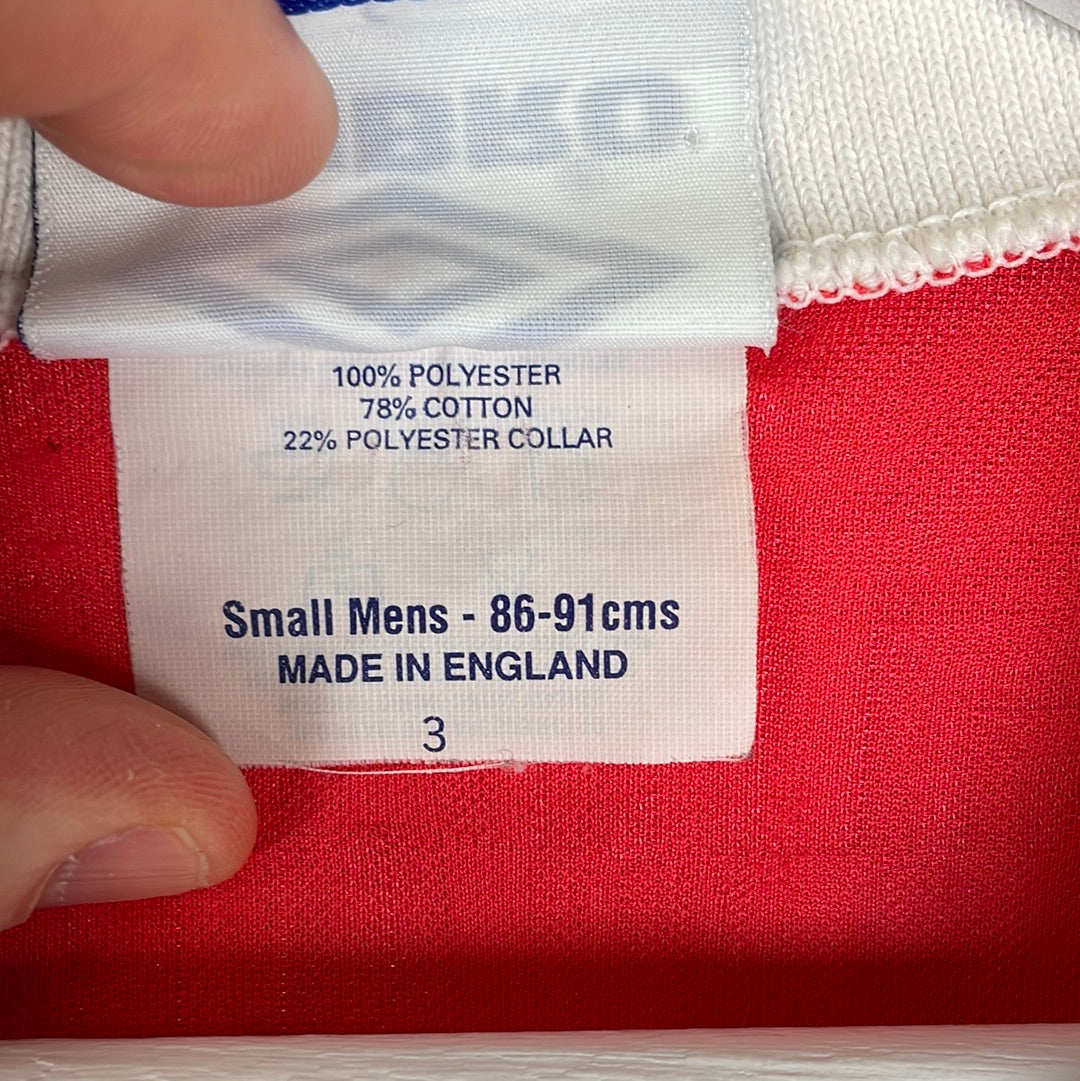 100% POLYESTER
78% COTTON
22% POLYESTER COLLAR
Small Mens - 86-91cms
MADE IN ENGLAND
3